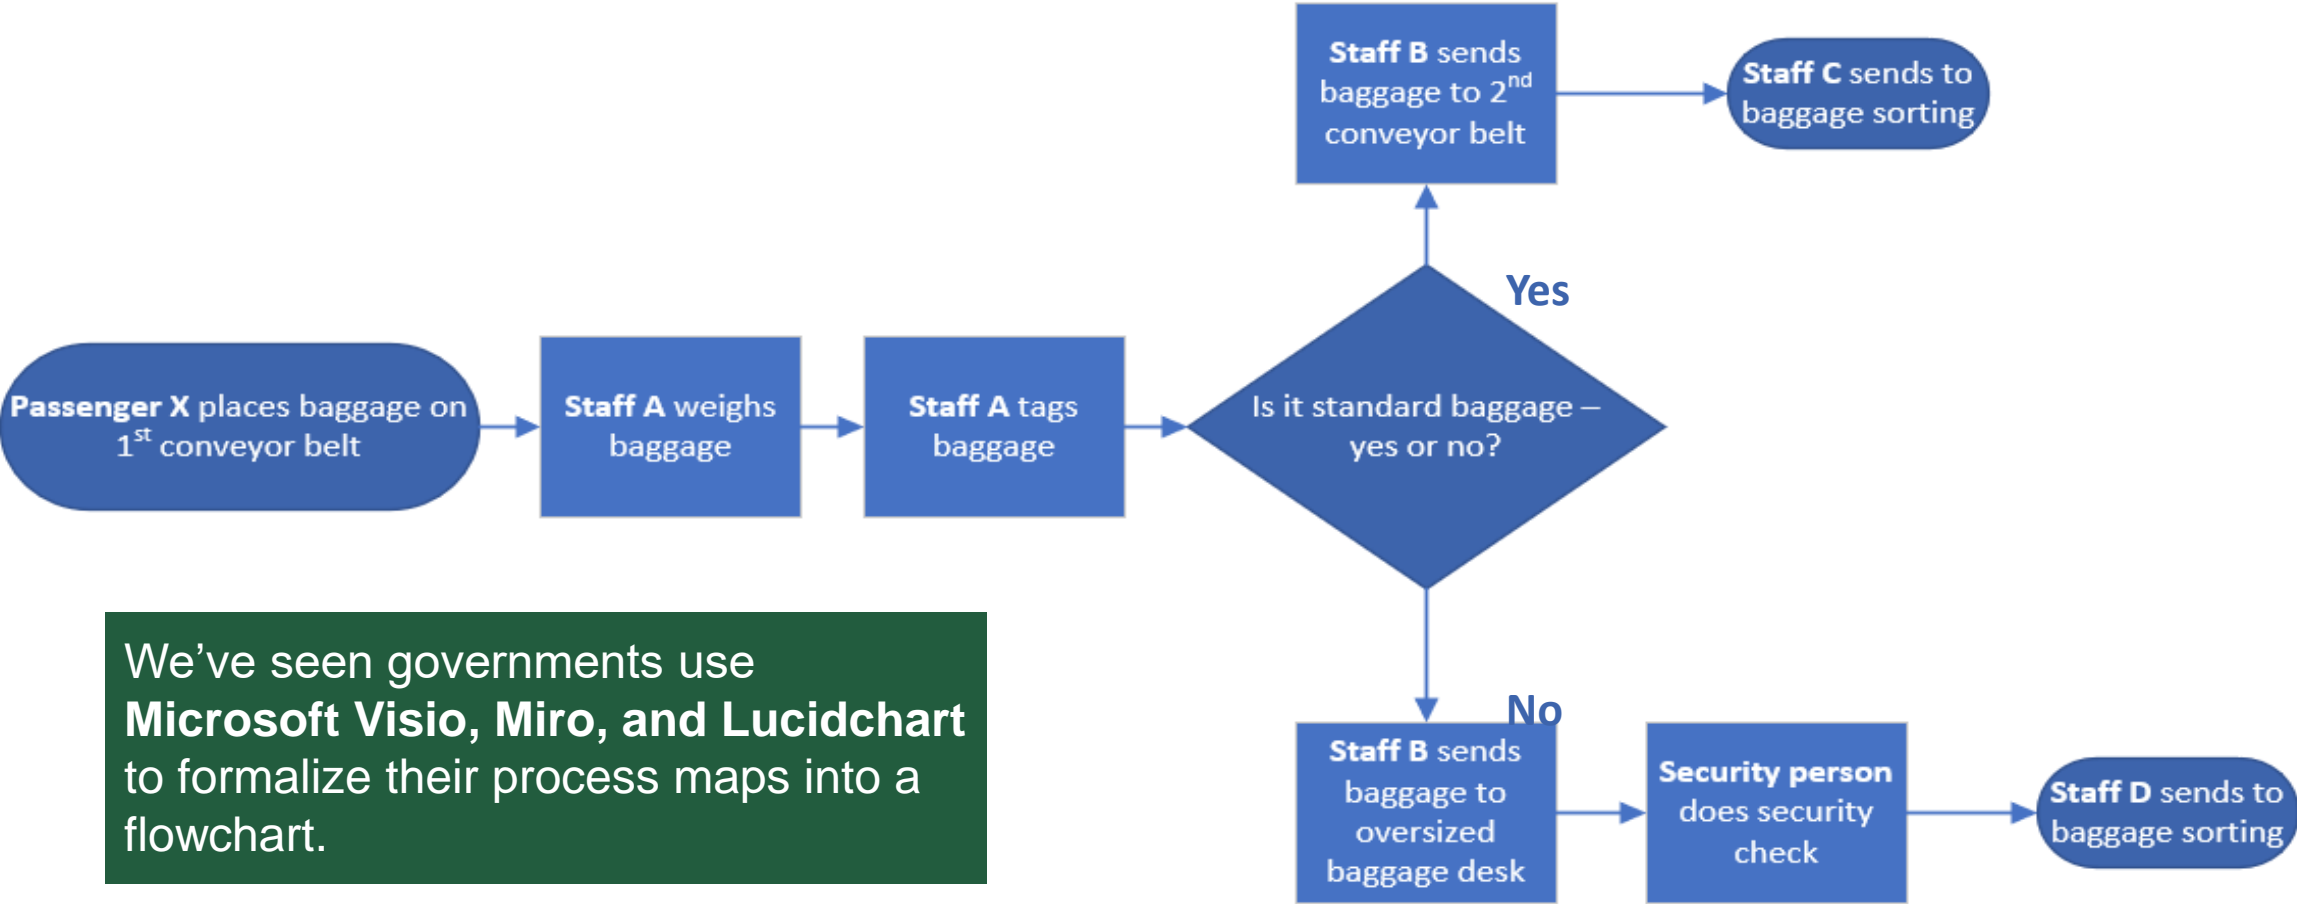 Staff B sends
baggage to 2nd
conveyor belt
Staff C sends to
baggage sorting
Yes
Passenger X places baggage on
1st conveyor belt
Staff A weighs
baggage
Staff A tags
baggage
Is it standard baggage –
yes or no?
We’ve seen governments use
Microsoft Visio, Miro, and Lucidchart
to formalize their process maps into a
flowchart.
No
Staff B sends
baggage to
oversized
baggage desk
Security person
does security
check
Staff D sends to
baggage sorting